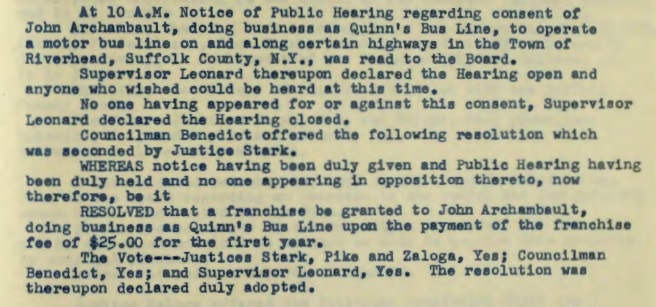 At 10 A.M. Notice of Public Hearing regarding consent of
John Archambault, doing business as Quinn's Bus Line, to operate
a motor bus line on and along certain highways in the Town of
Riverhead, Suffolk County, N.Y., was read to the Board.
Supervisor Leonard thereupon declared the Hearing open and
anyone who wished could be heard at this time.
No one having appeared for or against this consent, Supervisor
Leonard declared the Hearing closed.
Councilman Benedict offered the following resolution which
was seconded by Justice Stark.
WHEREAS notice having been duly given and Public Hearing having
been duly held and no one appearing in opposition thereto, now
therefore, be it
RESOLVED that a franchise be granted to John Archambault,
doing business as Quinn's Bus Line upon the payment of the franchise
fee of $25.00 for the first year.
The Vote---Justices Stark, Pike and Zaloga, Yes; Councilman
Benedict, Yes; and Supervisor Leonard, Yes. The resolution was
thereupon declared duly adopted.